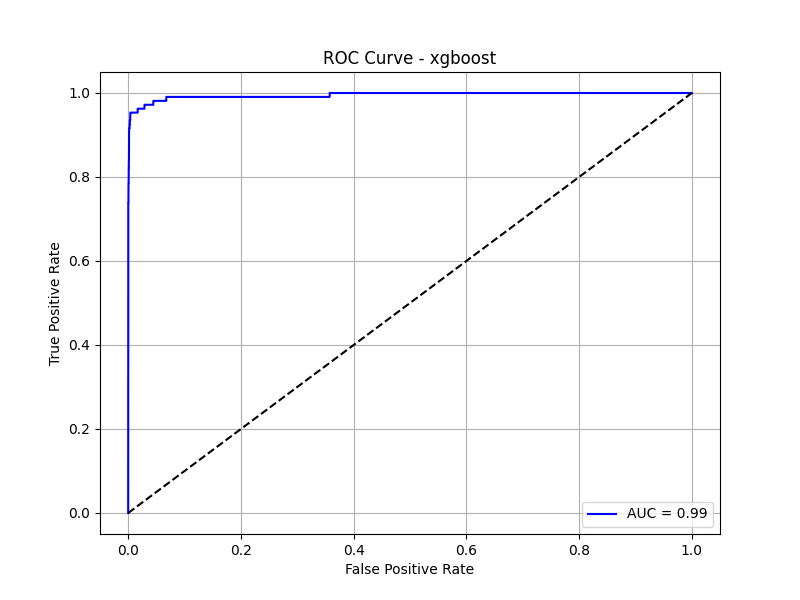 ROC Curve - xgboost
True Positive Rate
1.0
0.8
0.6
0.4
0.2
0.0
AUC = 0.99
0.0 0.2 0.4 0.6 0.8 1.0
False Positive Rate